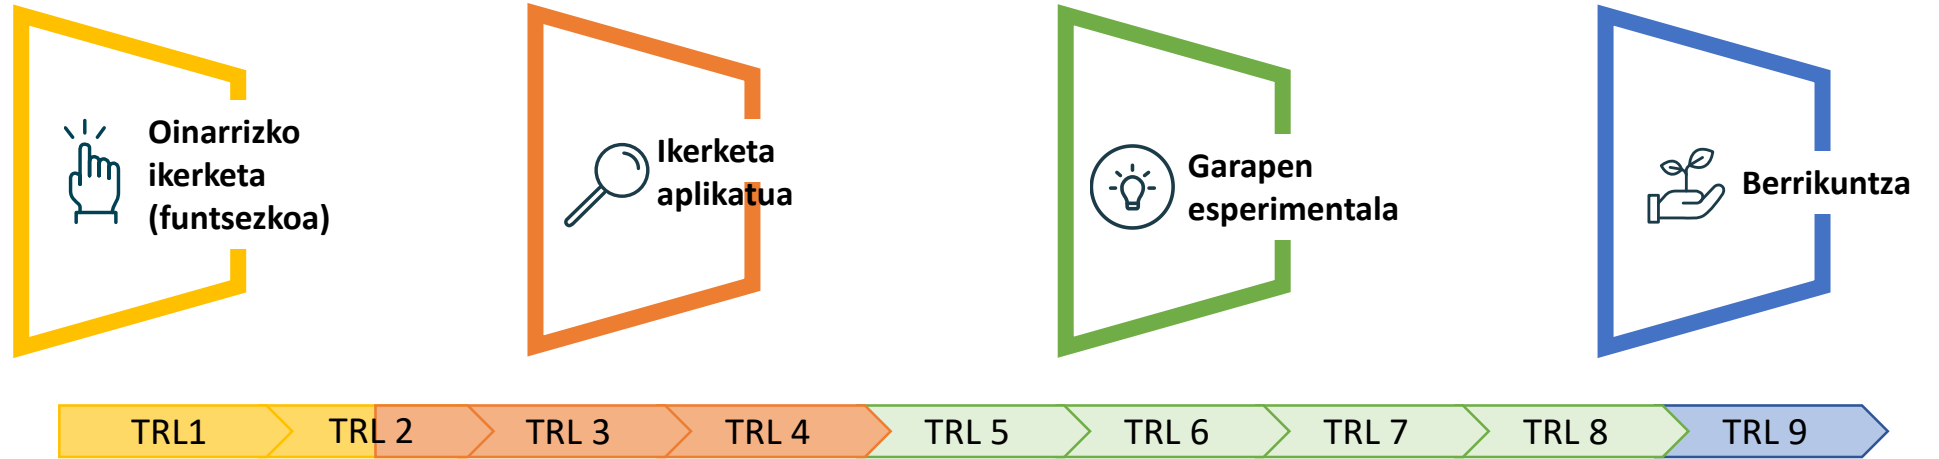 Oinarrizko
ikerketa
(funtsezkoa)
Ikerketa
aplikatua
Garapen
esperimentala
Berrikuntza
TRL1
TRL 2
TRL 3
TRL 4
TRL 5
TRL 6
TRL 7
TRL 8
TRL 9